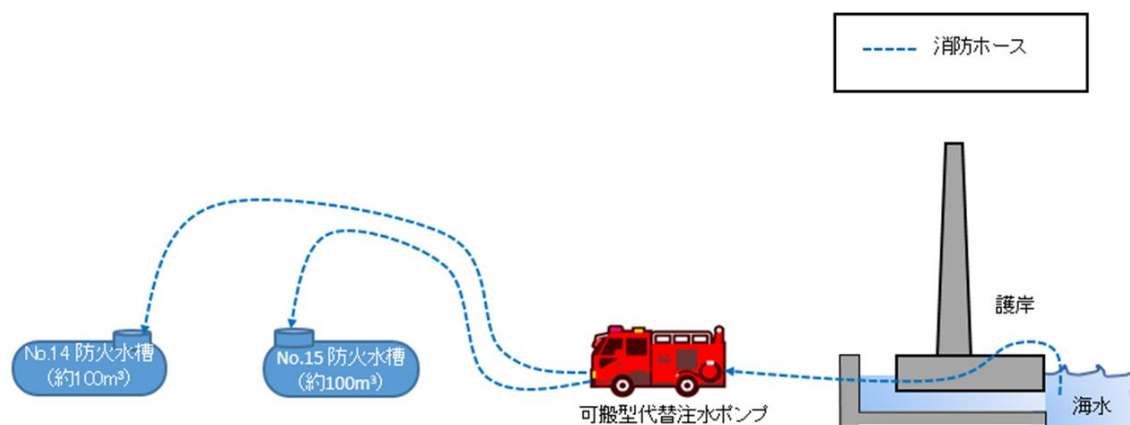 消防ホース
護岸
No.14 防火水槽
(約100m³)
No.15 防火水槽
(約100m³)
可搬型代替注水ポンプ
海水